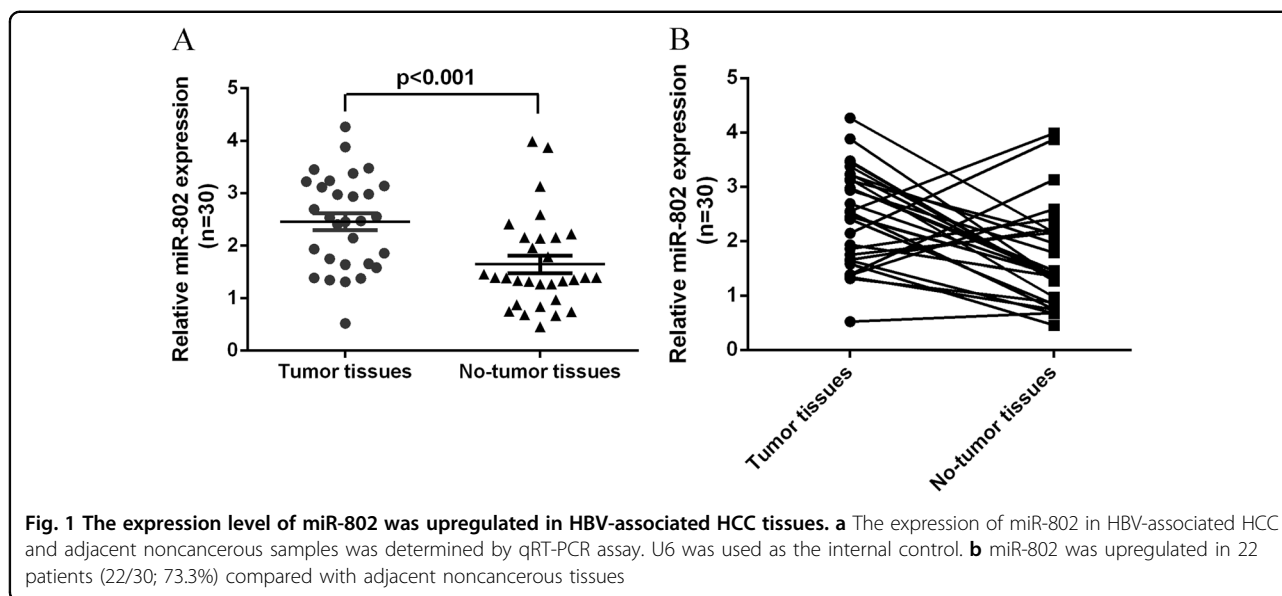 A
p<0.001
Relative miR-802 expression
(n=30)
5
4
3
2
1
0
Tumor tissues
No-tumor tissues
B
Relative miR-802 expression
(n=30)
5
4
3
2
1
0
Tumor tissues
No-tumor tissues
Fig. 1 The expression level of miR-802 was upregulated in HBV-associated HCC tissues. a The expression of miR-802 in HBV-associated HCC
and adjacent noncancerous samples was determined by qRT-PCR assay. U6 was used as the internal control. b miR-802 was upregulated in 22
patients (22/30; 73.3%) compared with adjacent noncancerous tissues